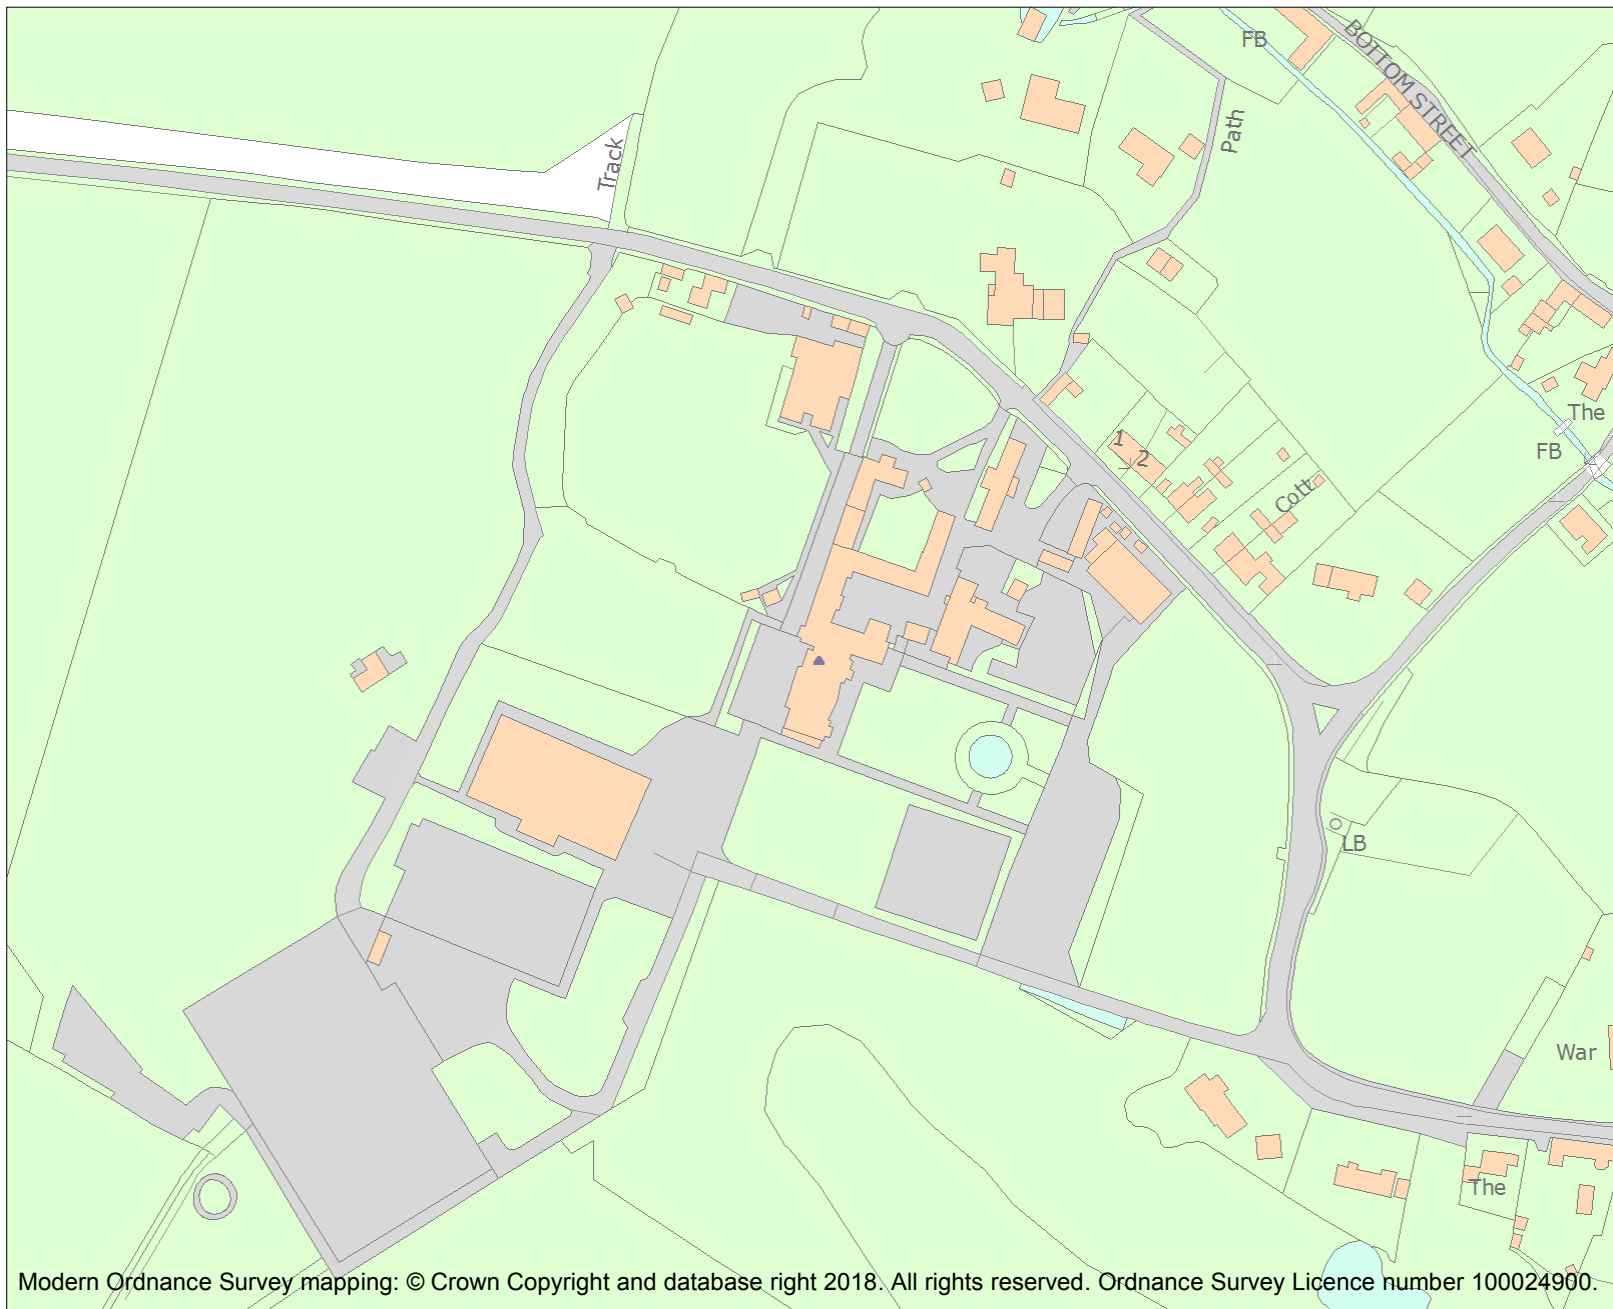 FB
BOTTOM STREET
Path
Track
The
1
2
FB
Cott
LB
War
The
Modern Ordnance Survey mapping: © Crown Copyright and database right 2018. All rights reserved. Ordnance Survey Licence number 100024900.